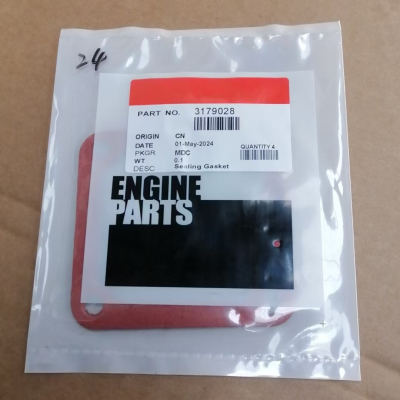 24
PART NO. 3179028
ORIGIN CN
DATE 01-May-2024
PKGR. MDC QUANTITY 4
WT 0.1
DESC Sealing Gasket
ENGINE
PARTS